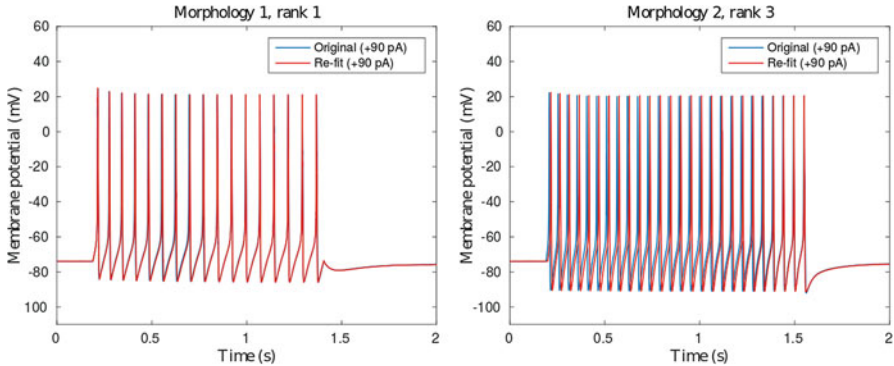 Morphology 1, rank 1
60
40
20
0
-20
-40
-60
-80
100
Membrane potential (mV)
Original (+90 pA)
Re-fit (+90 pA)
0
0.5
1
1.5
2
Time (s)
Morphology 2, rank 3
60
40
20
0
-20
-40
-60
-80
-100
Membrane potential (mV)
Original (+90 pA)
Re-fit (+90 pA)
0
0.5
1
1.5
2
Time (s)